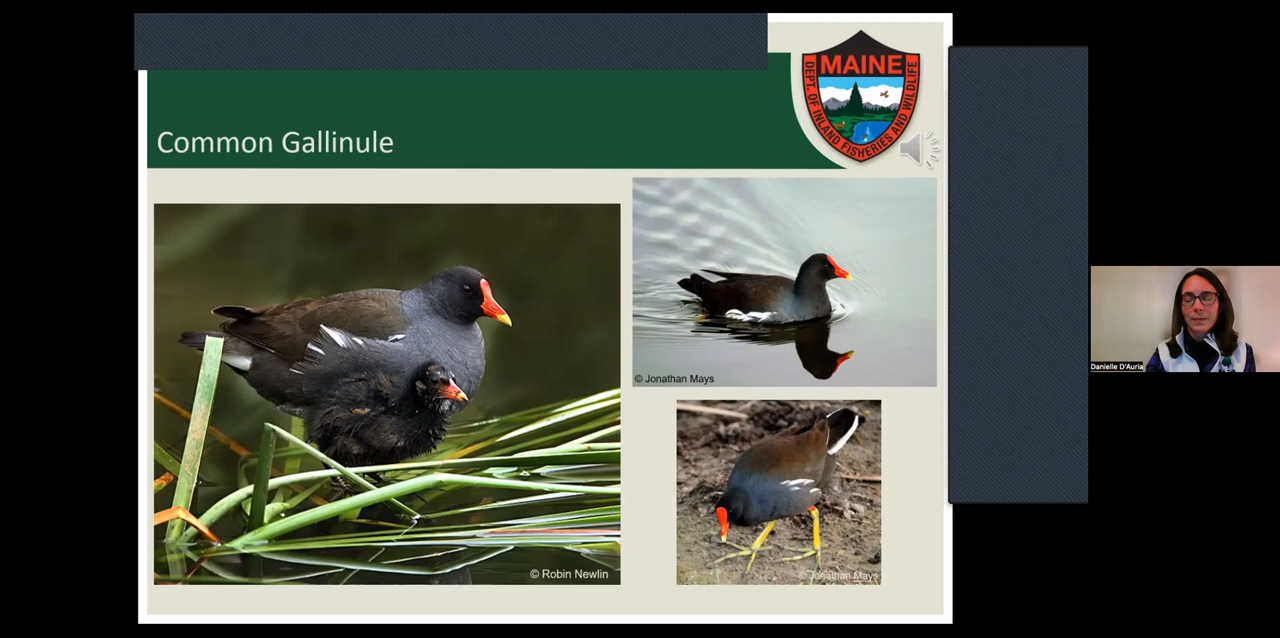 MAINE
DEPT. OF INLAND FISHERIES AND WILDLIFE
Common Gallinule
© Jonathan Mays
© Robin Newlin
© Jonathan Mays
Danielle D'Auria